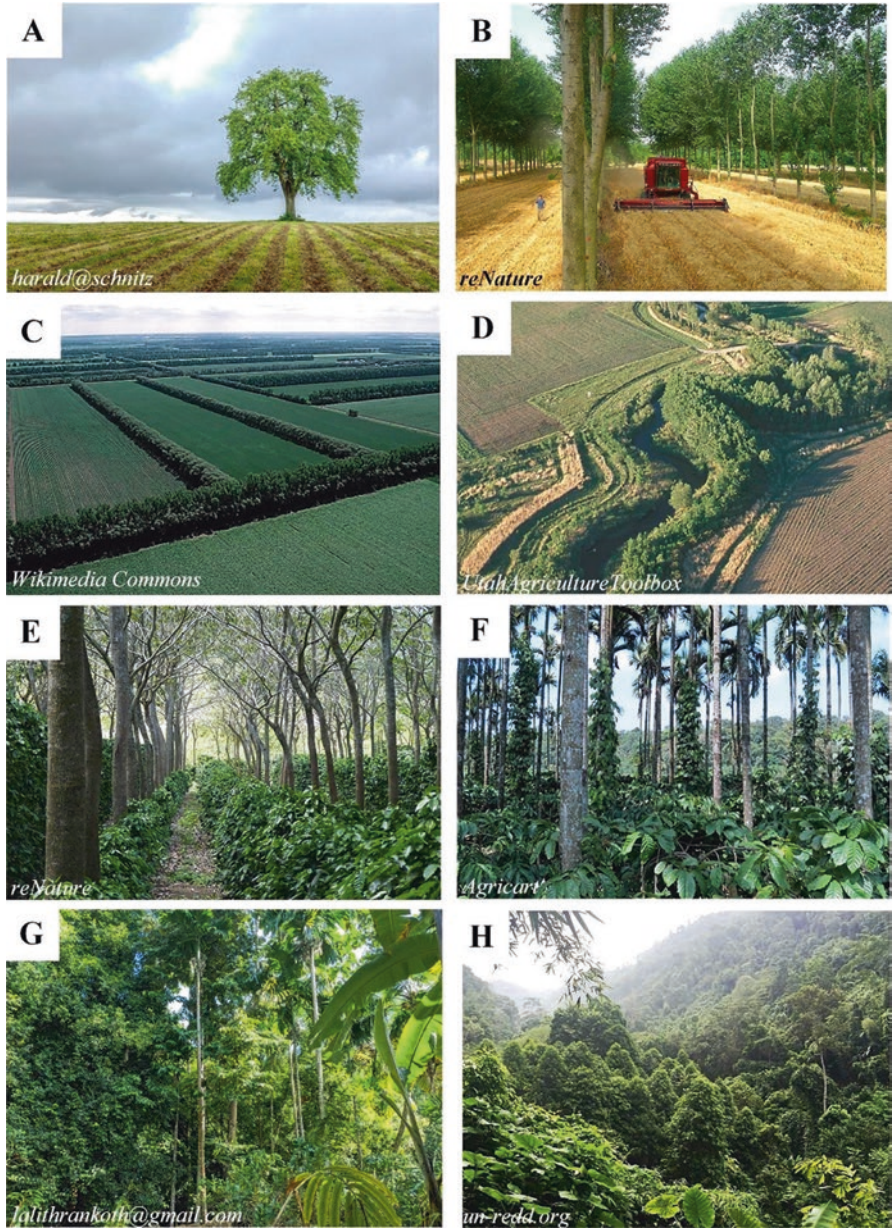 A
B
harald@schnitz
reNature
C
D
Wikimedia Commons
UtahAgricultureToolbox
E
F
reNature
Agricart
G
H
lalithrankoth@gmail.com
un-redd.org